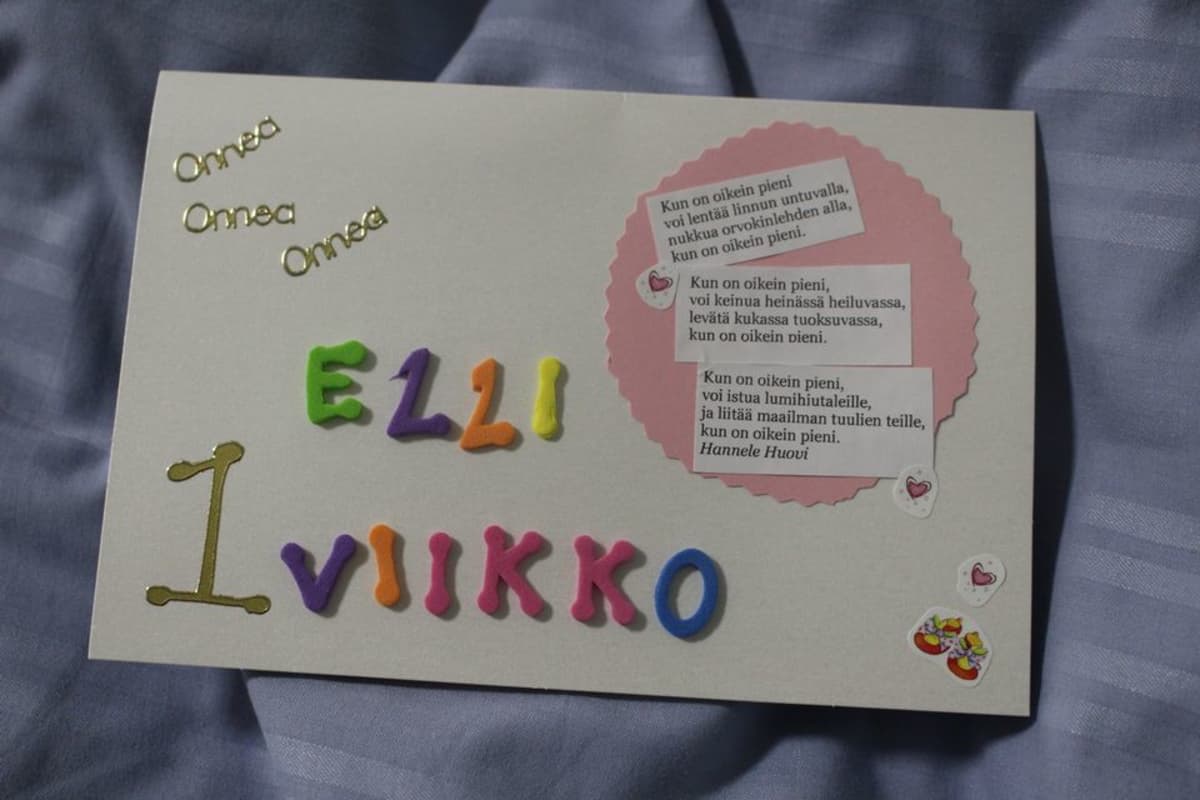 Onnea
Onnea
Onnea
Kun on oikein pieni
voi lentää linnun untuvalla,
nukkua orvokinlehden alla,
kun on oikein pieni.
Kun on oikein pieni,
voi keinua heinässä heiluvassa,
levätä kukassa tuoksuvassa,
kun on oikein pieni.
Kun on oikein pieni,
voi istua lumihiutaleille,
ja liitää maailman tuulien teille,
kun on oikein pieni.
Hannele Huovi
ELLI
1 VIIKKO